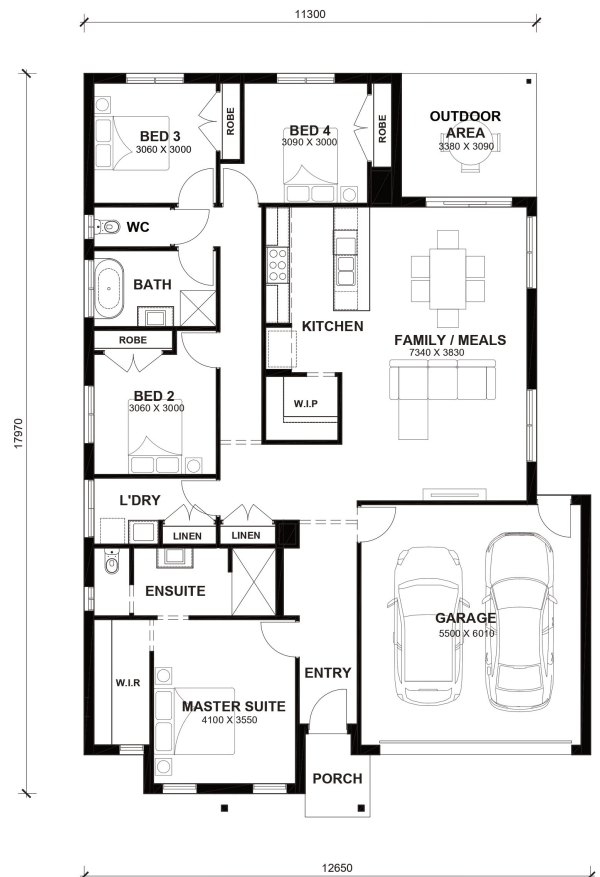 11300
17970
BED 3
3060 X 3000
ROBE
BED 4
3090 X 3000
ROBE
OUTDOOR
AREA
3380 X 3090
WC
BATH
KITCHEN
FAMILY / MEALS
7340 X 3830
ROBE
BED 2
3060 X 3000
W.I.P
L'DRY
LINEN
LINEN
ENSUITE
GARAGE
5500 X 6010
ENTRY
W.I.R
MASTER SUITE
4100 X 3550
PORCH
12650